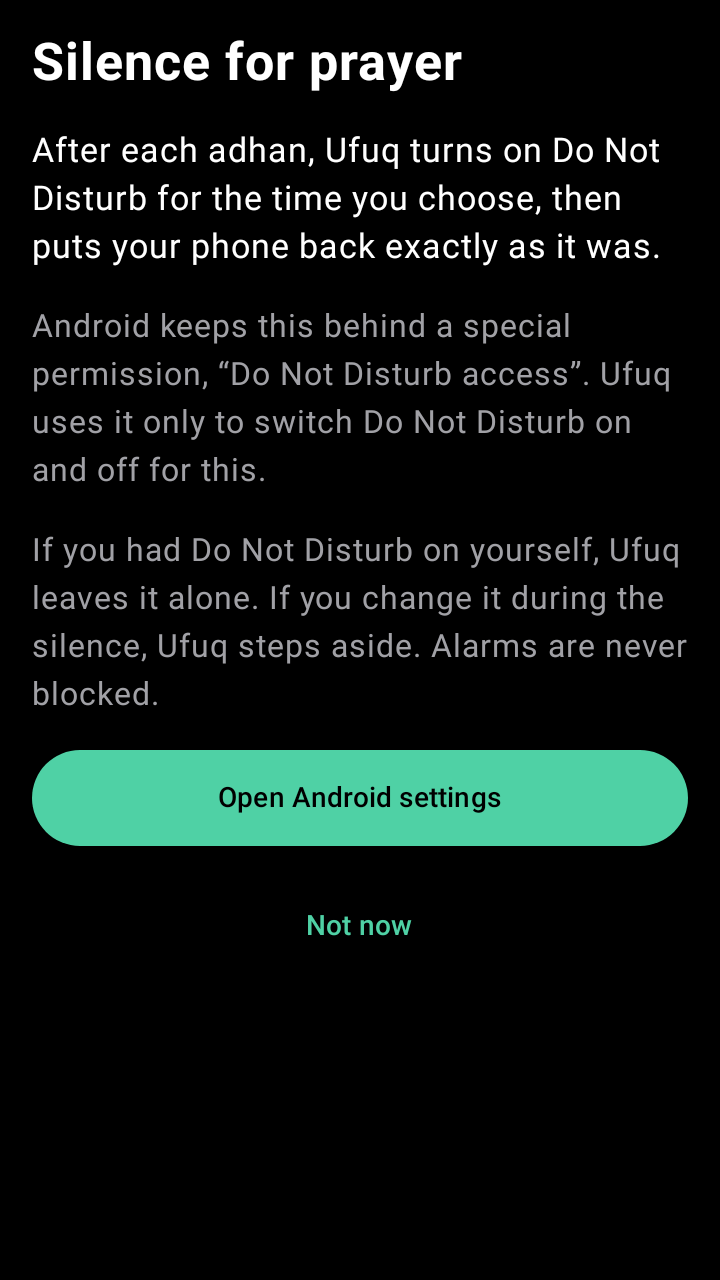 Silence for prayer
After each adhan, Ufuq turns on Do Not
Disturb for the time you choose, then
puts your phone back exactly as it was.
Android keeps this behind a special
permission, “Do Not Disturb access”. Ufuq
uses it only to switch Do Not Disturb on
and off for this.
If you had Do Not Disturb on yourself, Ufuq
leaves it alone. If you change it during the
silence, Ufuq steps aside. Alarms are never
blocked.
Open Android settings
Not now